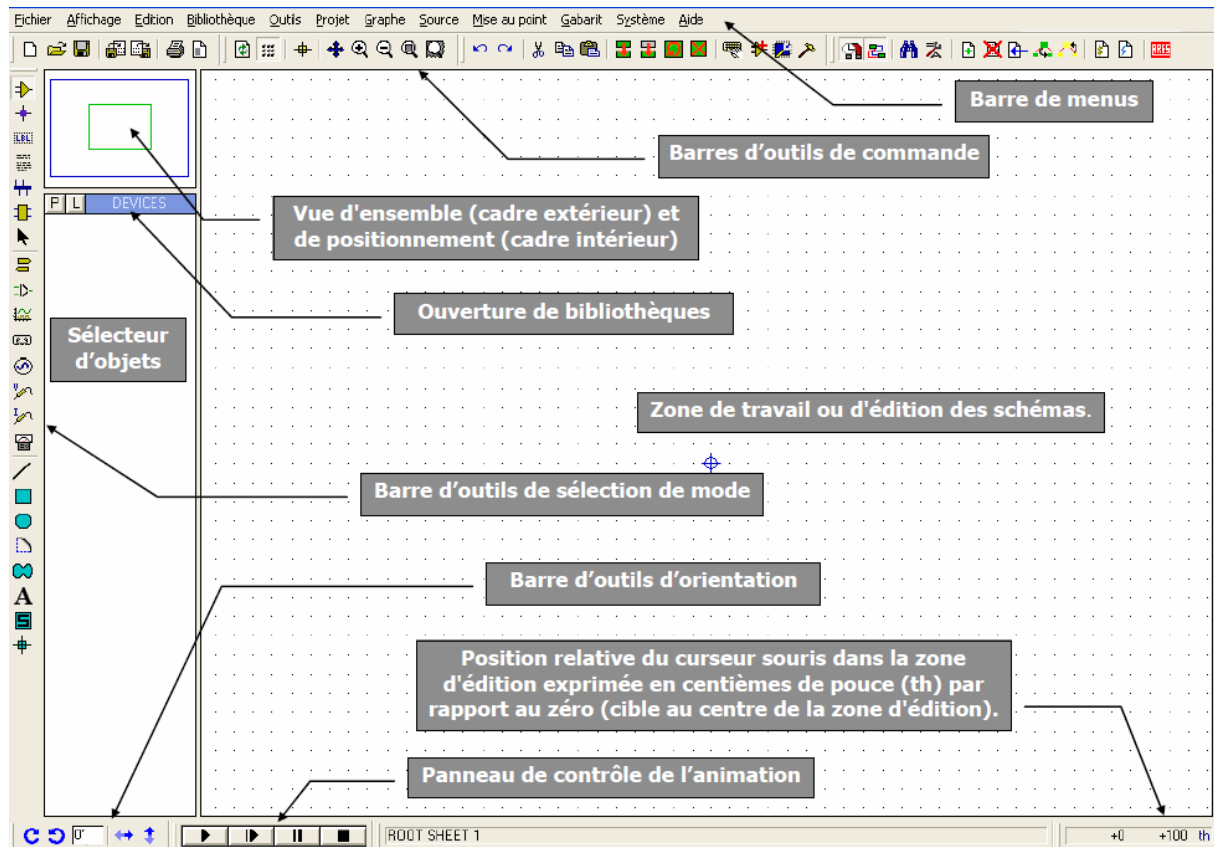 Fichier Affichage Edition Bibliothèque Outils Projet Graphe Source Mise au point Gabarit Système Aide
Barre de menus
Barres d'outils de commande
LBL
P L DEVICES
Vue d'ensemble (cadre extérieur) et
de positionnement (cadre intérieur)
Ouverture de bibliothèques
Sélecteur
d'objets
Zone de travail ou d'édition des schémas.
Barre d'outils de sélection de mode
A
S
Barre d'outils d'orientation
Position relative du curseur souris dans la zone
d'édition exprimée en centièmes de pouce (th) par
rapport au zéro (cible au centre de la zone d'édition).
Panneau de contrôle de l'animation
0° ROOT SHEET 1 +0 +100 th